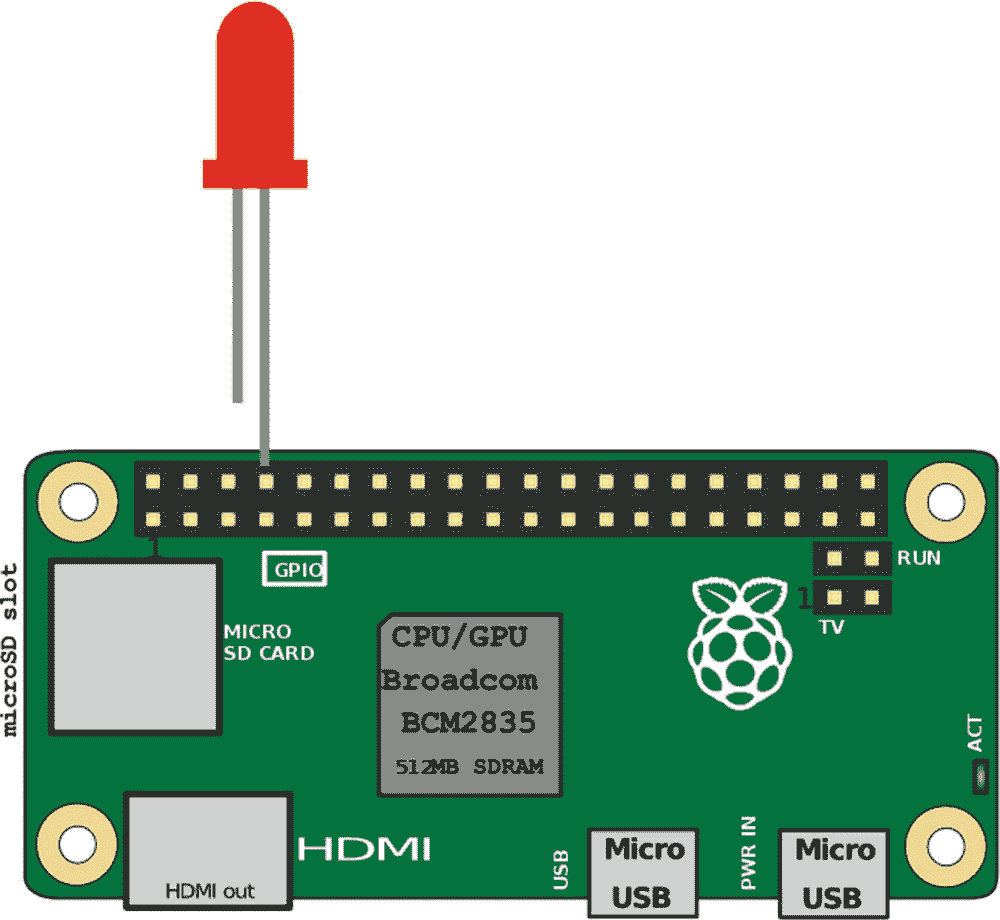 1
GPIO
RUN
1
TV
microSD slot
MICRO
SD CARD
CPU/GPU
Broadcom
BCM2835
512MB SDRAM
ACT
HDMI
HDMI out
USB
Micro
USB
PWR IN
Micro
USB